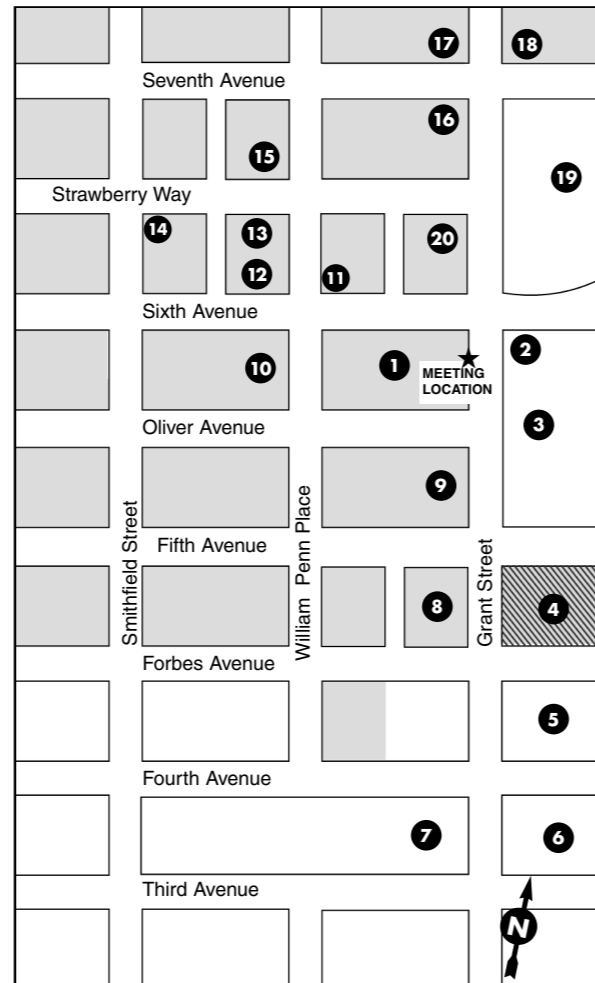 17
18
Seventh Avenue
16
15
19
Strawberry Way
14
13
20
12
11
Sixth Avenue
2
1
MEETING
LOCATION
10
3
Oliver Avenue
9
Smithfield Street
William Penn Place
Grant Street
Fifth Avenue
8
4
Forbes Avenue
5
Fourth Avenue
7
6
Third Avenue
N